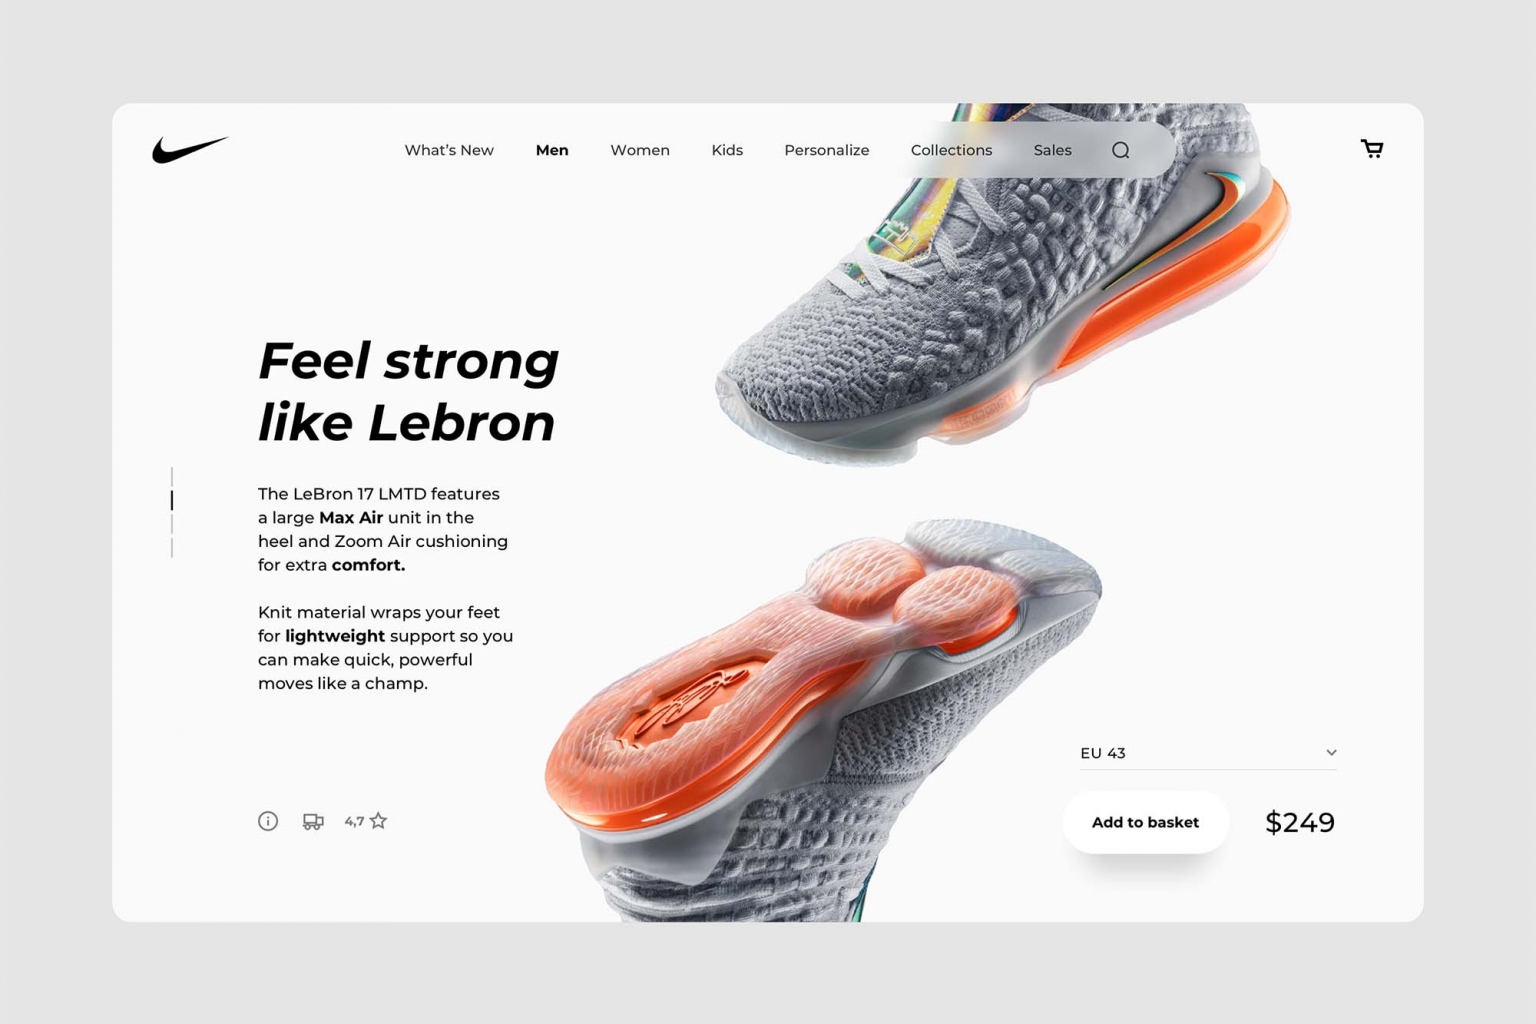 What’s New
Men
Women
Kids
Personalize
Collections
Sales
Feel strong
like Lebron
The LeBron 17 LMTD features
a large Max Air unit in the
heel and Zoom Air cushioning
for extra comfort.
Knit material wraps your feet
for lightweight support so you
can make quick, powerful
moves like a champ.
4,7
EU 43
Add to basket
$249